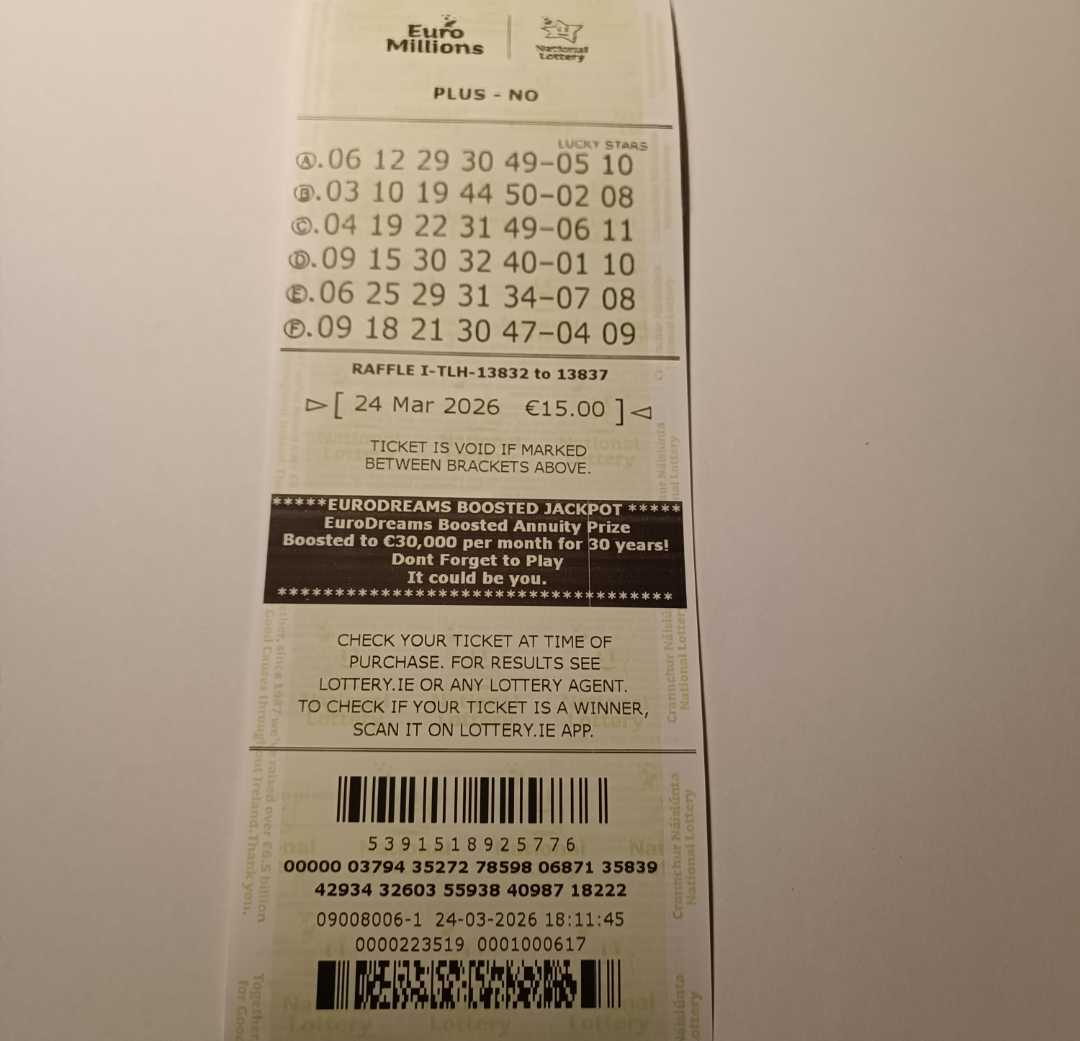 Euro
Millions
National
Lottery
PLUS - NO
LUCKY STARS
A.06 12 29 30 49-05 10
B.03 10 19 44 50-02 08
C.04 19 22 31 49-06 11
D.09 15 30 32 40-01 10
E.06 25 29 31 34-07 08
F.09 18 21 30 47-04 09
RAFFLE I-TLH-13832 to 13837
[ 24 Mar 2026 €15.00 ]
TICKET IS VOID IF MARKED
BETWEEN BRACKETS ABOVE.
*****EURODREAMS BOOSTED JACKPOT *****
EuroDreams Boosted Annuity Prize
Boosted to €30,000 per month for 30 years!
Dont Forget to Play
It could be you.
**********************************
CHECK YOUR TICKET AT TIME OF
PURCHASE. FOR RESULTS SEE
LOTTERY.IE OR ANY LOTTERY AGENT.
TO CHECK IF YOUR TICKET IS A WINNER,
SCAN IT ON LOTTERY.IE APP.
5391518925776
00000 03794 35272 78598 06871 35839
42934 32603 55938 40987 18222
09008006-1 24-03-2026 18:11:45
0000223519 0001000617
Crannchur Náisiúnta
National Lottery